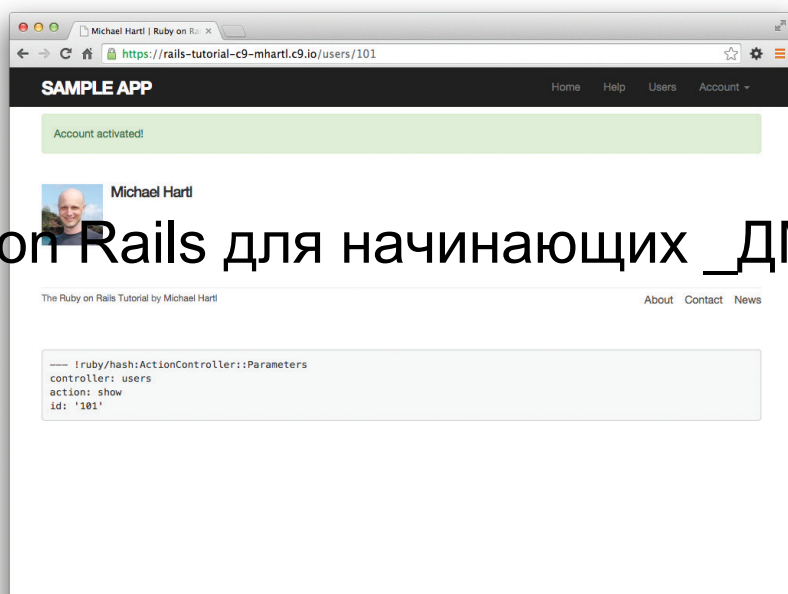 Michael Hartl | Ruby on Ra
https://rails-tutorial-c9-mhartl.c9.io/users/101
SAMPLE APP Home Help Users Account
Account activated!
Michael Hartl
on Rails для начинающих _
The Ruby on Rails Tutorial by Michael Hartl About Contact News
--- !ruby/hash:ActionController::Parameters
controller: users
action: show
id: '101'